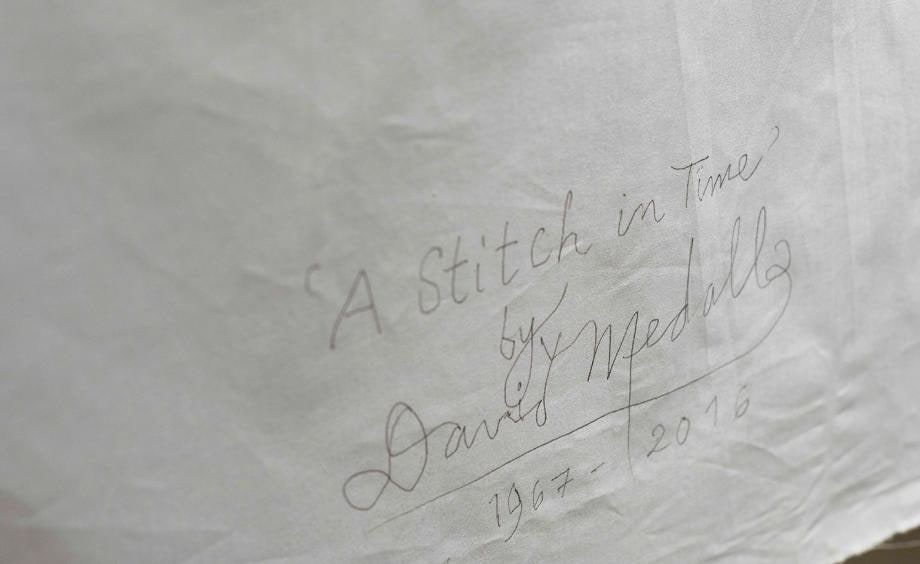 'A Stitch in Time'
by
David Medalla
1967- 2016